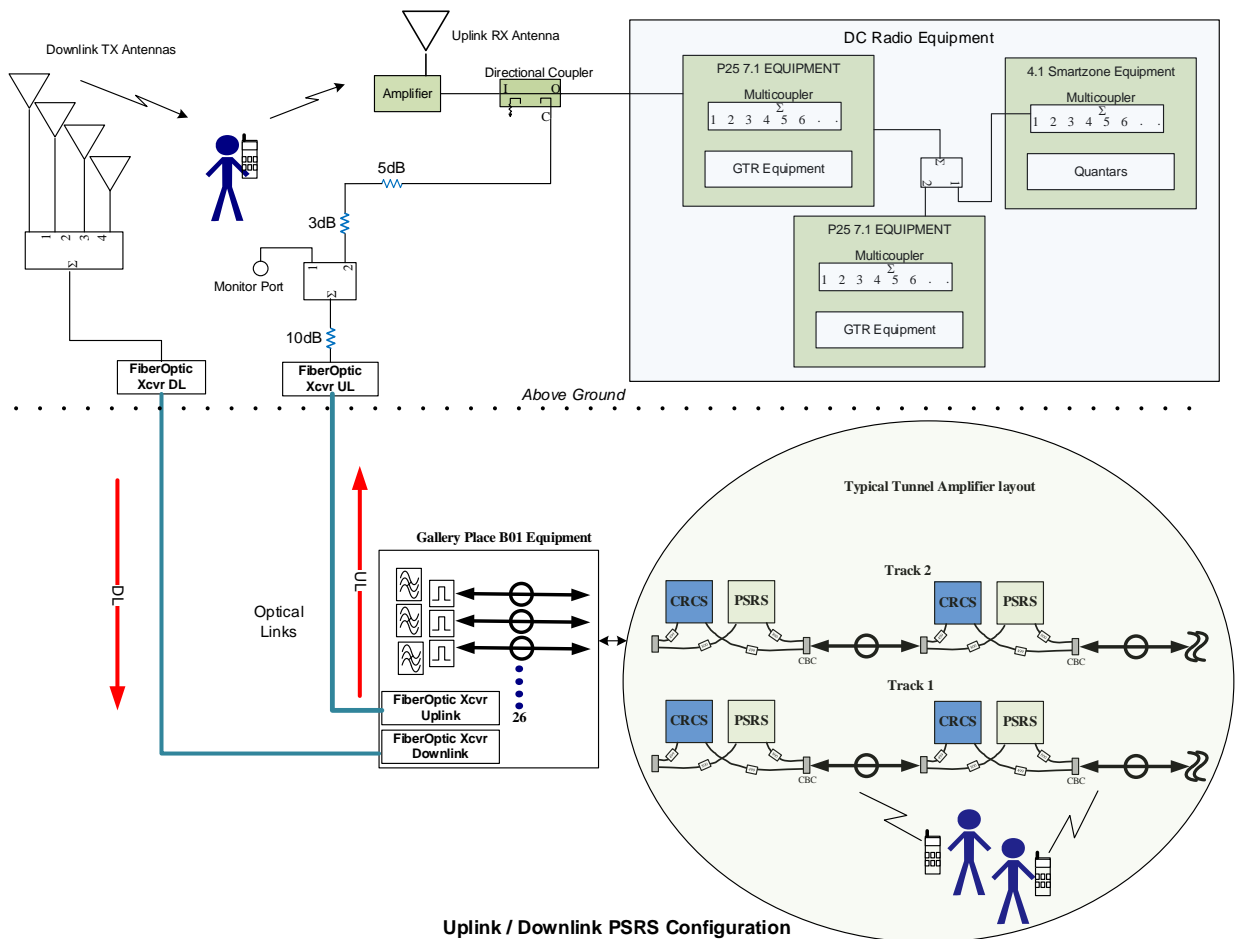 Downlink TX Antennas
Uplink RX Antenna
Amplifier
Directional Coupler
I O
C
DC Radio Equipment
P25 7.1 EQUIPMENT
Multicoupler
Σ
1 2 3 4 5 6 . .
GTR Equipment
4.1 Smartzone Equipment
Multicoupler
Σ
1 2 3 4 5 6 . .
Quantars
Σ
2 1
P25 7.1 EQUIPMENT
Multicoupler
Σ
1 2 3 4 5 6 . .
GTR Equipment
5dB
3dB
1 2 3 4
Σ
Monitor Port
1 2
Σ
10dB
FiberOptic
Xcvr DL
FiberOptic
Xcvr UL
Above Ground
DL
UL
Optical
Links
Gallery Place B01 Equipment
26
FiberOptic Xcvr
Uplink
FiberOptic Xcvr
Downlink
Typical Tunnel Amplifier layout
Track 2
CRCS PSRS CRCS PSRS
CBC CBC
Track 1
CRCS PSRS CRCS PSRS
CBC CBC
Uplink / Downlink PSRS Configuration